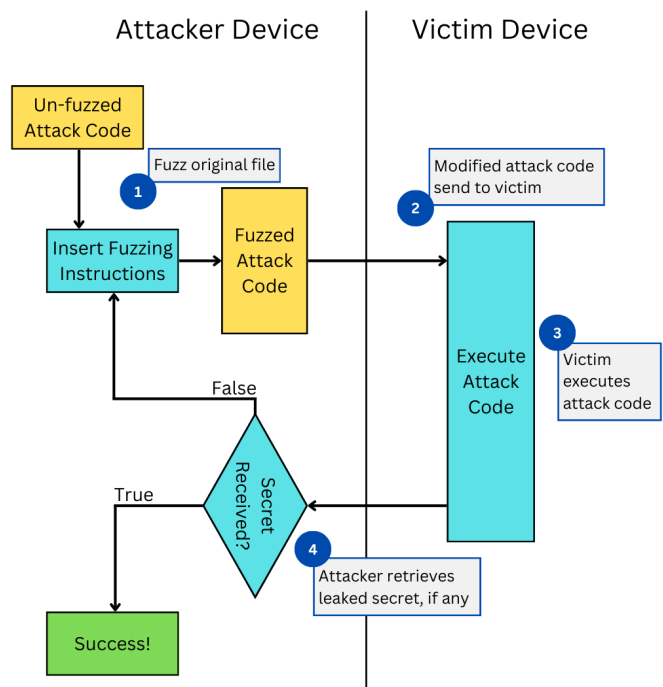 Attacker Device
Victim Device
Un-fuzzed
Attack Code
1
Fuzz original file
Insert Fuzzing
Instructions
Fuzzed
Attack
Code
2
Modified attack code
send to victim
Execute
Attack
Code
3
Victim
executes
attack code
False
Secret
Received?
True
4
Attacker retrieves
leaked secret, if any
Success!